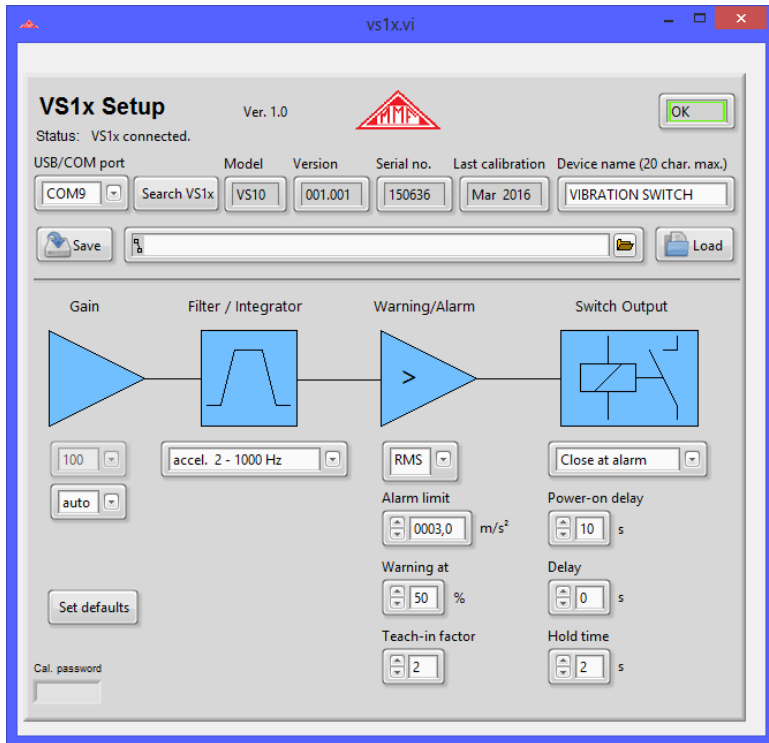 vs1x.vi
VS1x Setup
Ver. 1.0
MMF
OK
Status: VS1x connected.
USB/COM port
Model
Version
Serial no.
Last calibration
Device name (20 char. max.)
COM9
Search VS1x
VS10
001.001
150636
Mar 2016
VIBRATION SWITCH
Save
Load
Gain
Filter / Integrator
Warning/Alarm
Switch Output
>
100
accel. 2 - 1000 Hz
RMS
Close at alarm
auto
Alarm limit
Power-on delay
0003,0 m/s²
10 s
Warning at
Delay
Set defaults
50 %
0 s
Teach-in factor
Hold time
Cal. password
2
2 s